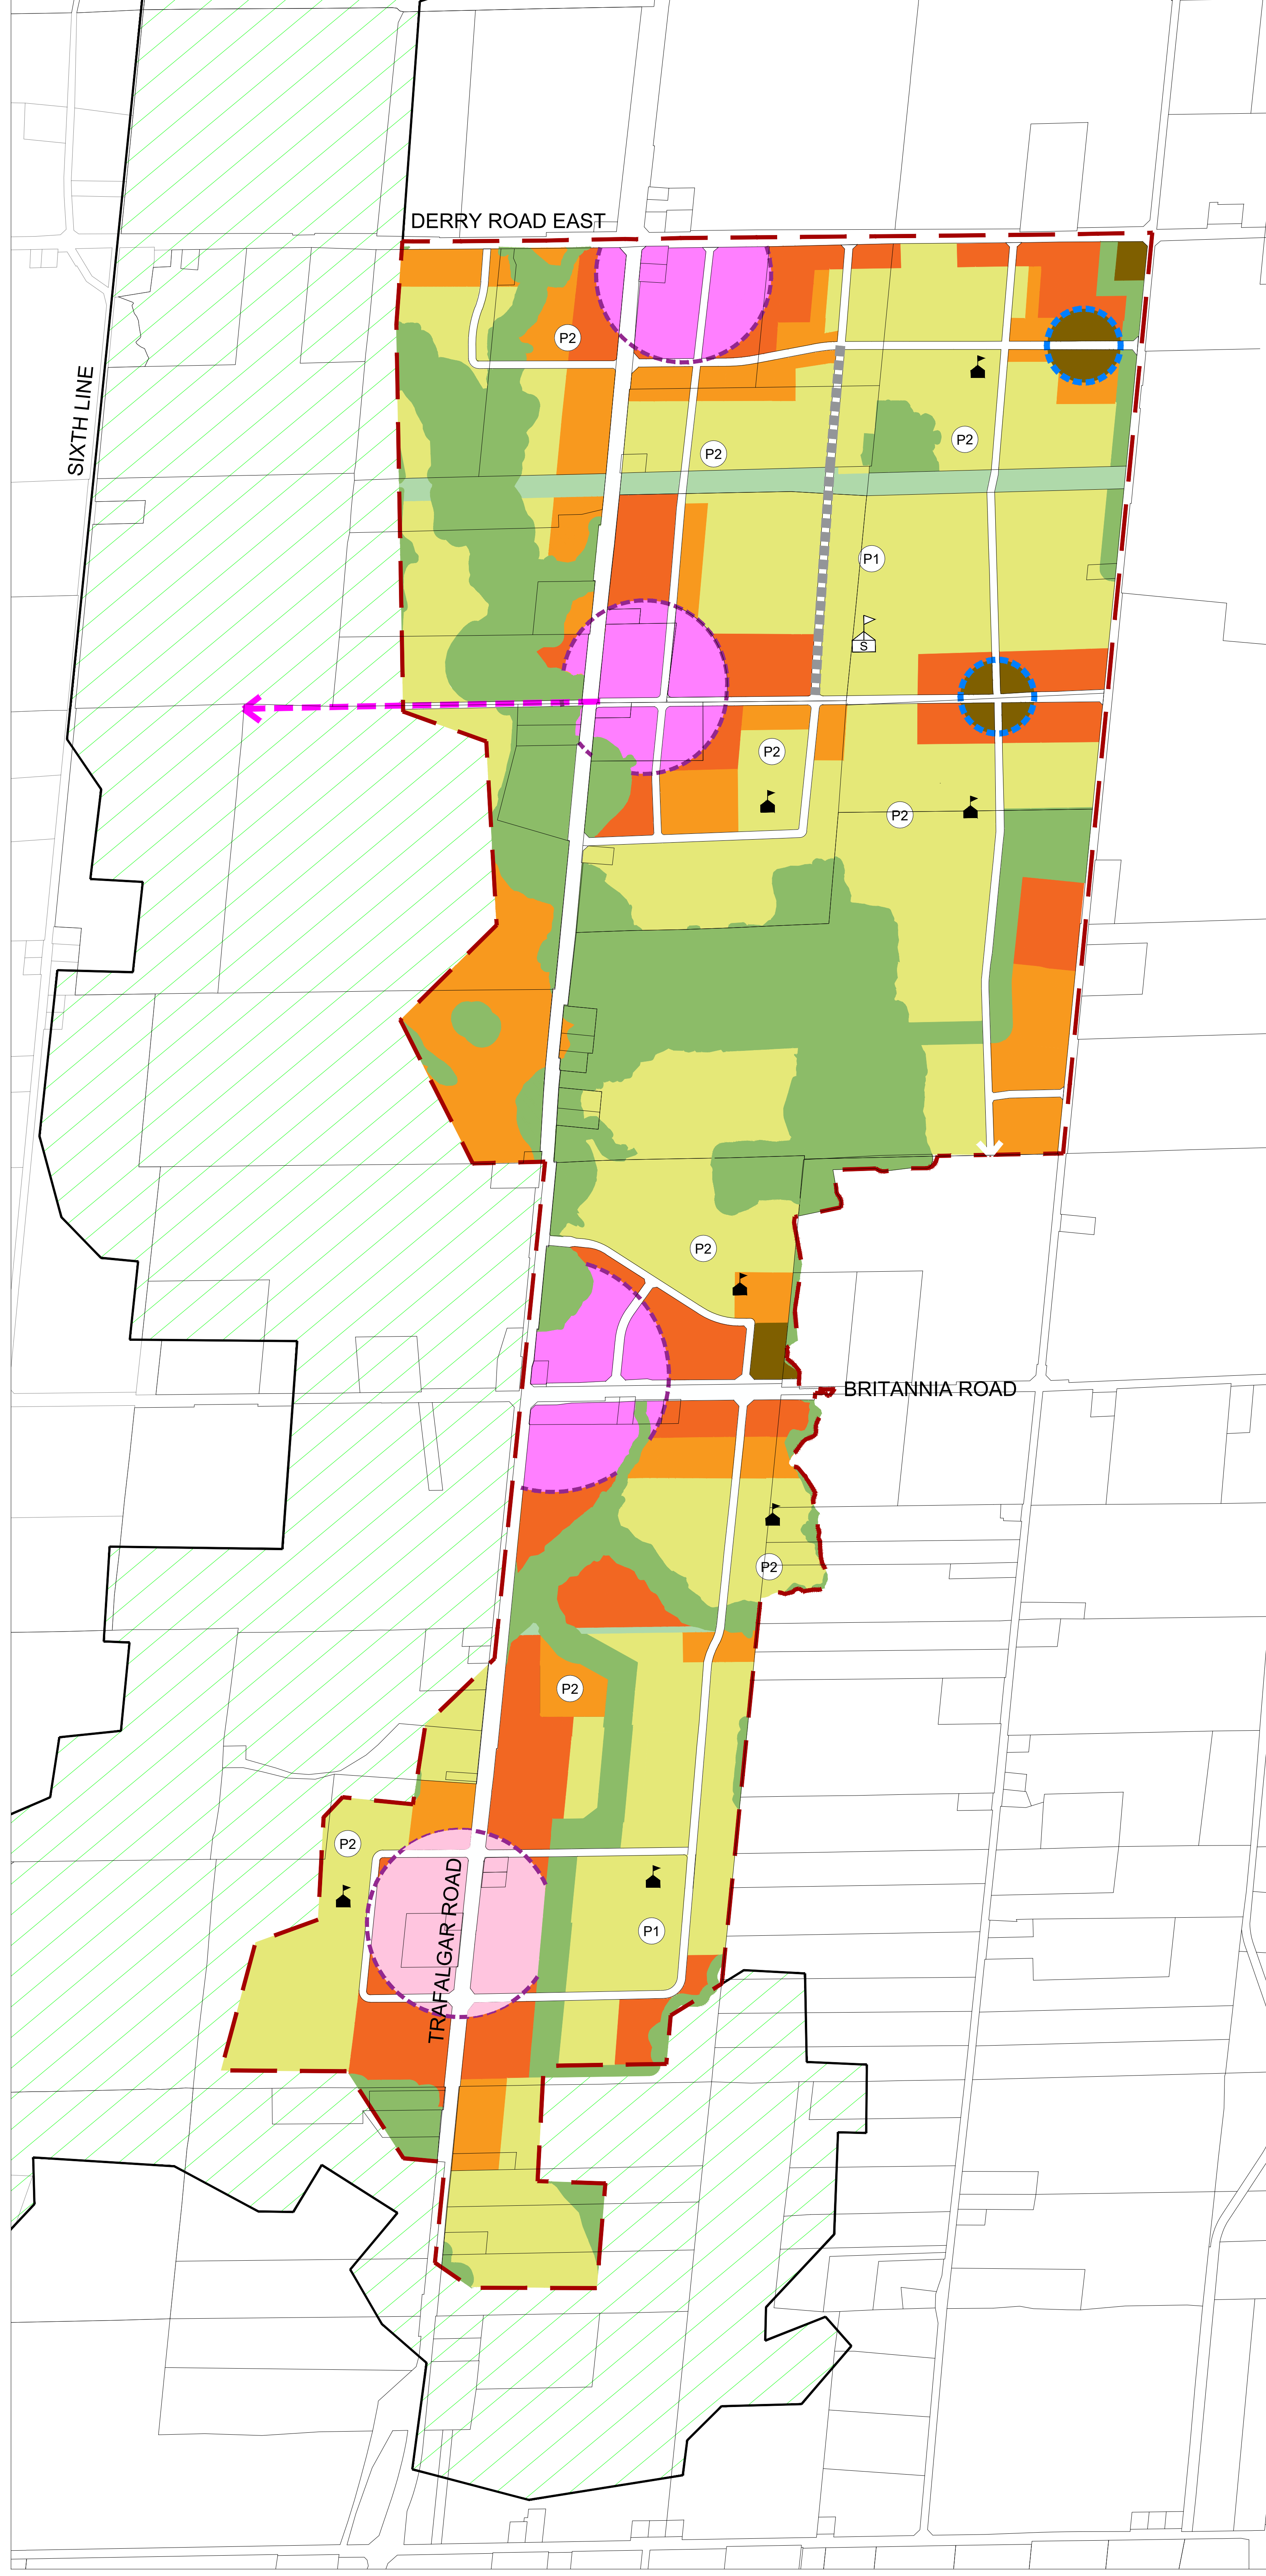 DERRY ROAD EAST
P2
SIXTH LINE
P2
P2
P1
S
P2
P2
P2
BRITANNIA ROAD
P2
P2
P2
TRAFALGAR ROAD
P1